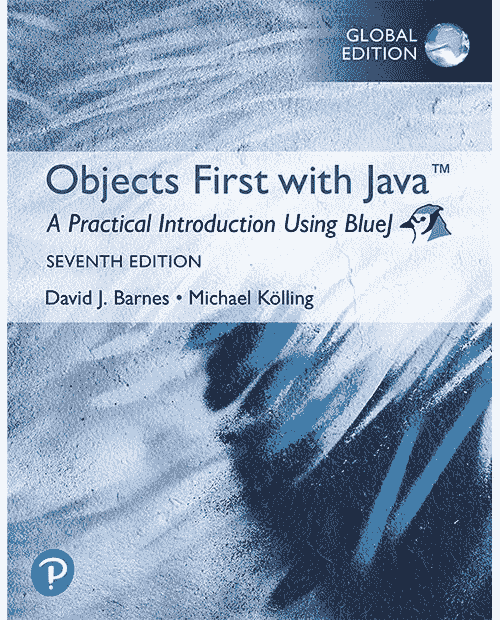 GLOBAL
EDITION
Objects First with Java™
A Practical Introduction Using BlueJ
SEVENTH EDITION
David J. Barnes • Michael Kölling
P